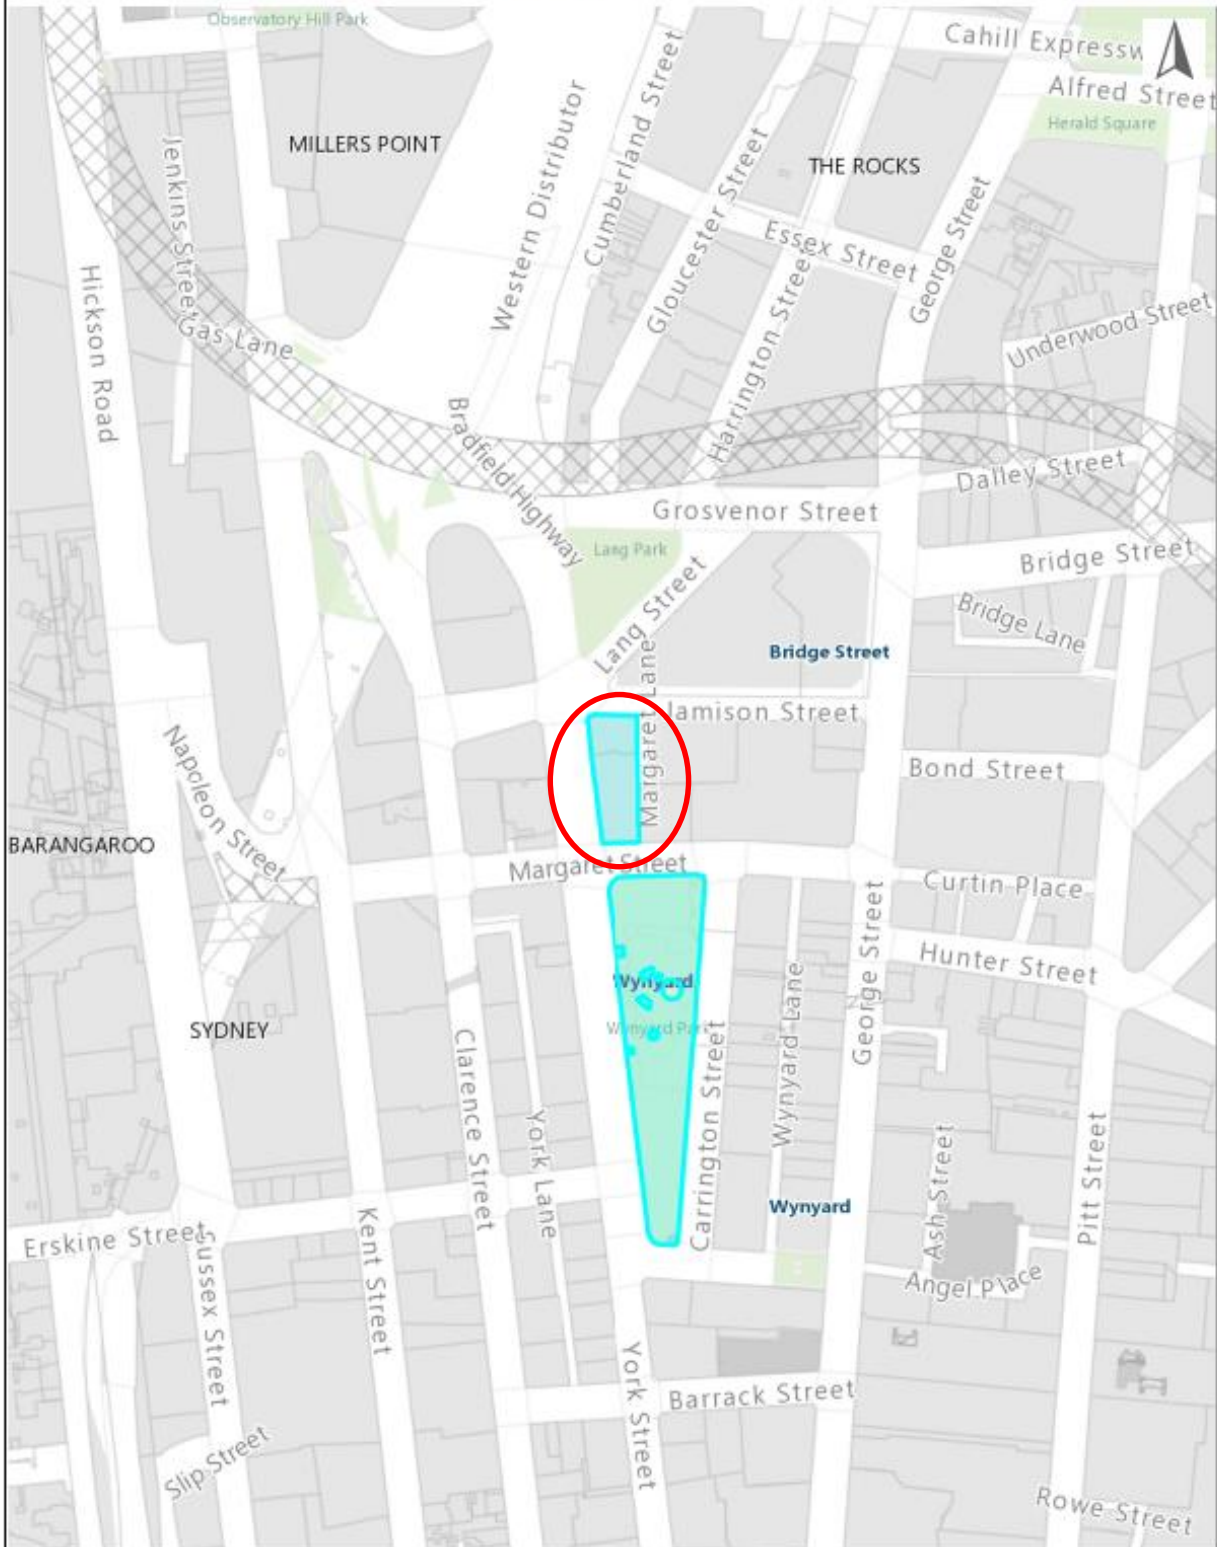 Observatory Hill Park
Cahill Expressw
Alfred Street
Herald Square
MILLERS POINT
THE ROCKS
Jenkins Street
Western Distributor
Cumberland Street
Gloucester Street
Essex Street
Harrington Street
George Street
Underwood Street
Hickson Road
Gas Lane
Bradfield Highway
Dalley Street
Grosvenor Street
Lang Park
Bridge Street
Lang Street
Bridge Lane
Bridge Street
Margaret Lane
Jamison Street
Napoleon Street
Bond Street
BARANGAROO
Margaret Street
Curtin Place
Hunter Street
George Street
Wynyard
Wynyard Park
SYDNEY
Clarence Street
York Lane
Carrington Street
Wynyard Lane
Ash Street
Pitt Street
Wynyard
Erskine Street
Sussex Street
Kent Street
Angel Place
York Street
Barrack Street
Slip Street
Rowe Street